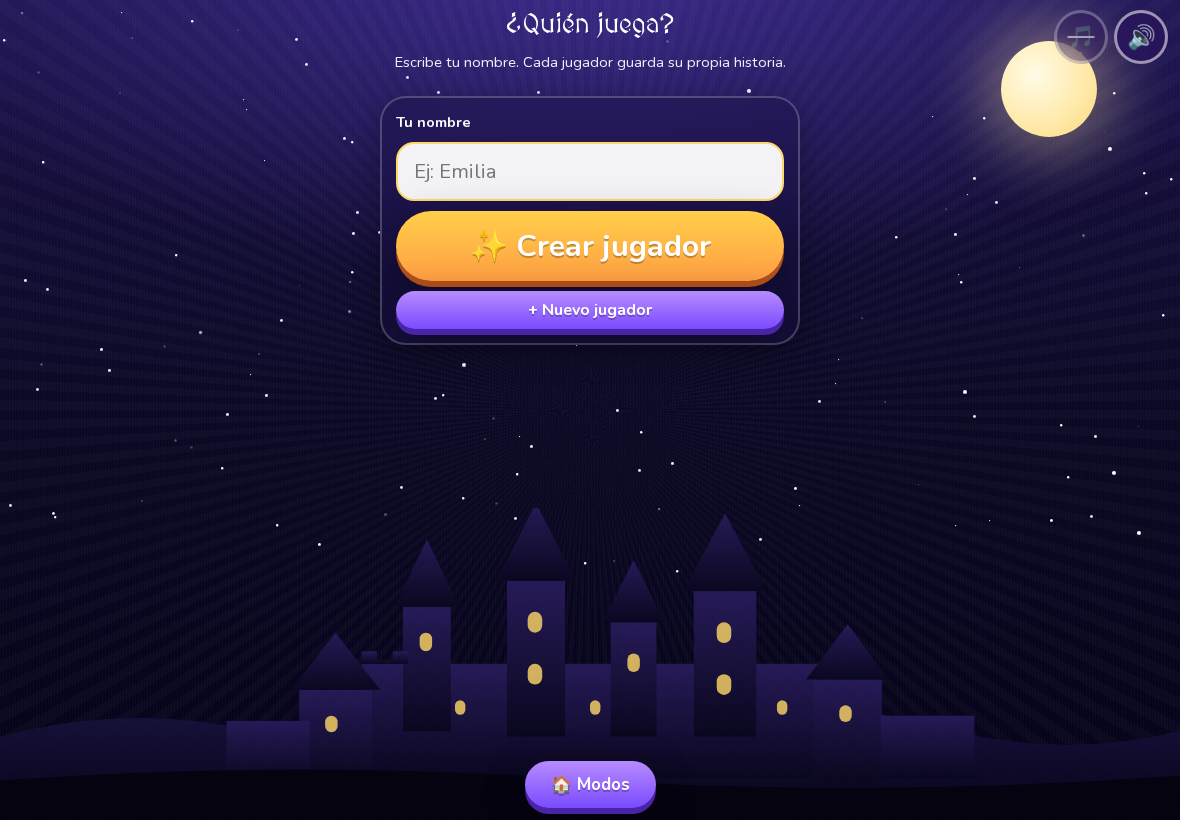 ¿Quién juega?
Escribe tu nombre. Cada jugador guarda su propia historia.
Tu nombre
Ej: Emilia
✨ Crear jugador
+ Nuevo jugador
🏠 Modos